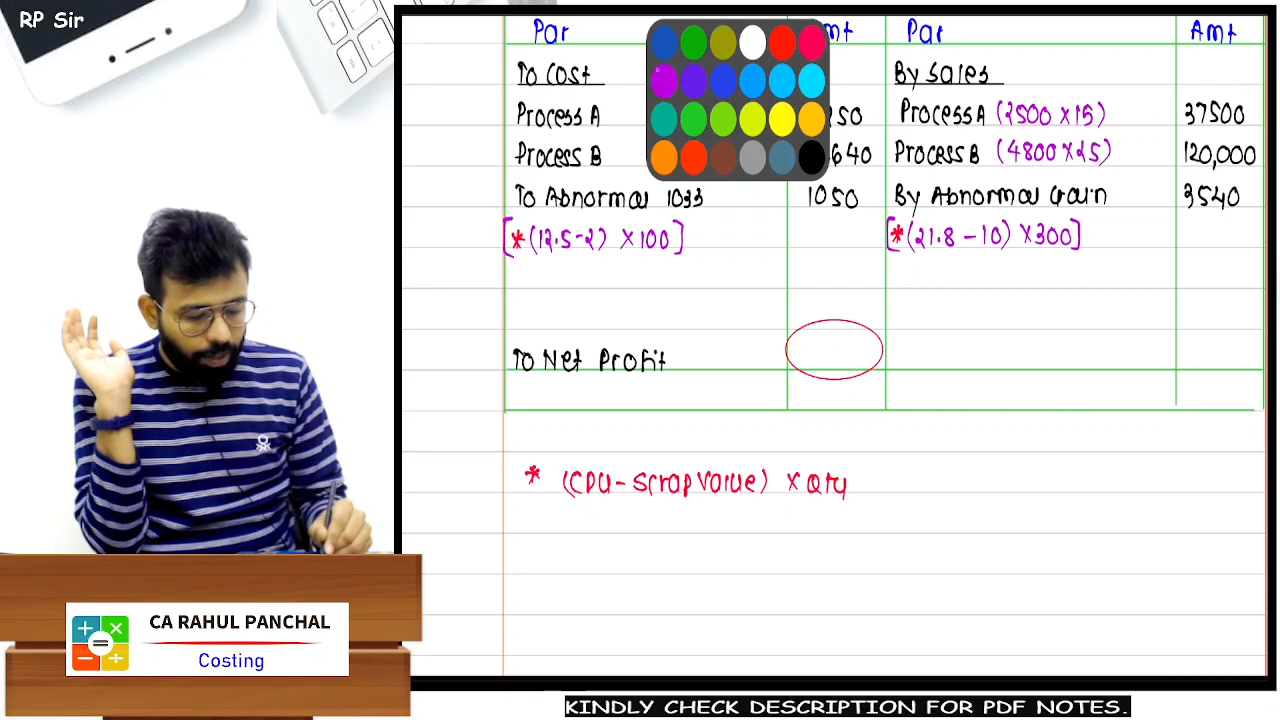 RP Sir
Par
Par
Amt
To Cost
By Sales
Process A
Process A (2500 x 15)
37500
Process B
640
Process B (4800 x 25)
120,000
To Abnormal
1050
By Abnormal Gain
3540
[*(12.5-2) x 100]
[*(21.8 - 10) x 300]
To Net Profit
* (CPU - Scrap Value) x Qty
CA RAHUL PANCHAL
Costing
KINDLY CHECK DESCRIPTION FOR PDF NOTES.